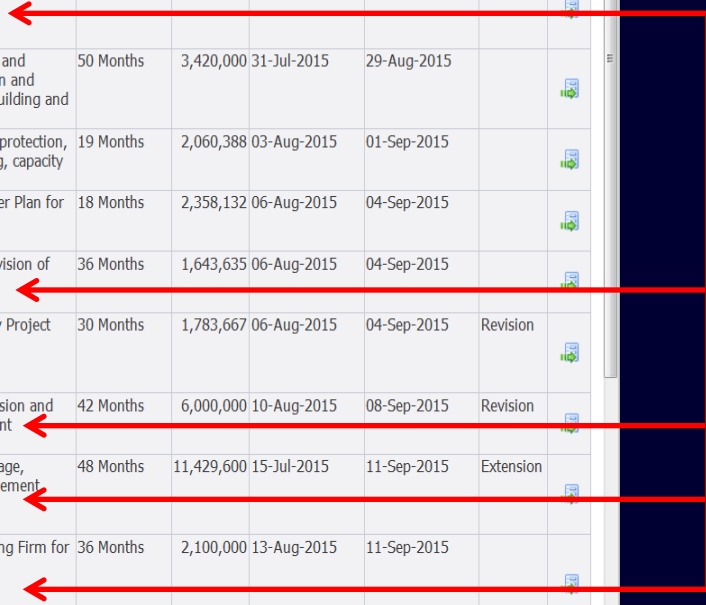 and 50 Months 3,420,000 31-Jul-2015 29-Aug-2015
n and
uilding and
protection, 19 Months 2,060,388 03-Aug-2015 01-Sep-2015
g, capacity
er Plan for 18 Months 2,358,132 06-Aug-2015 04-Sep-2015
vision of 36 Months 1,643,635 06-Aug-2015 04-Sep-2015
y Project 30 Months 1,783,667 06-Aug-2015 04-Sep-2015 Revision
sion and 42 Months 6,000,000 10-Aug-2015 08-Sep-2015 Revision
nt
age, 48 Months 11,429,600 15-Jul-2015 11-Sep-2015 Extension
ement
ng Firm for 36 Months 2,100,000 13-Aug-2015 11-Sep-2015